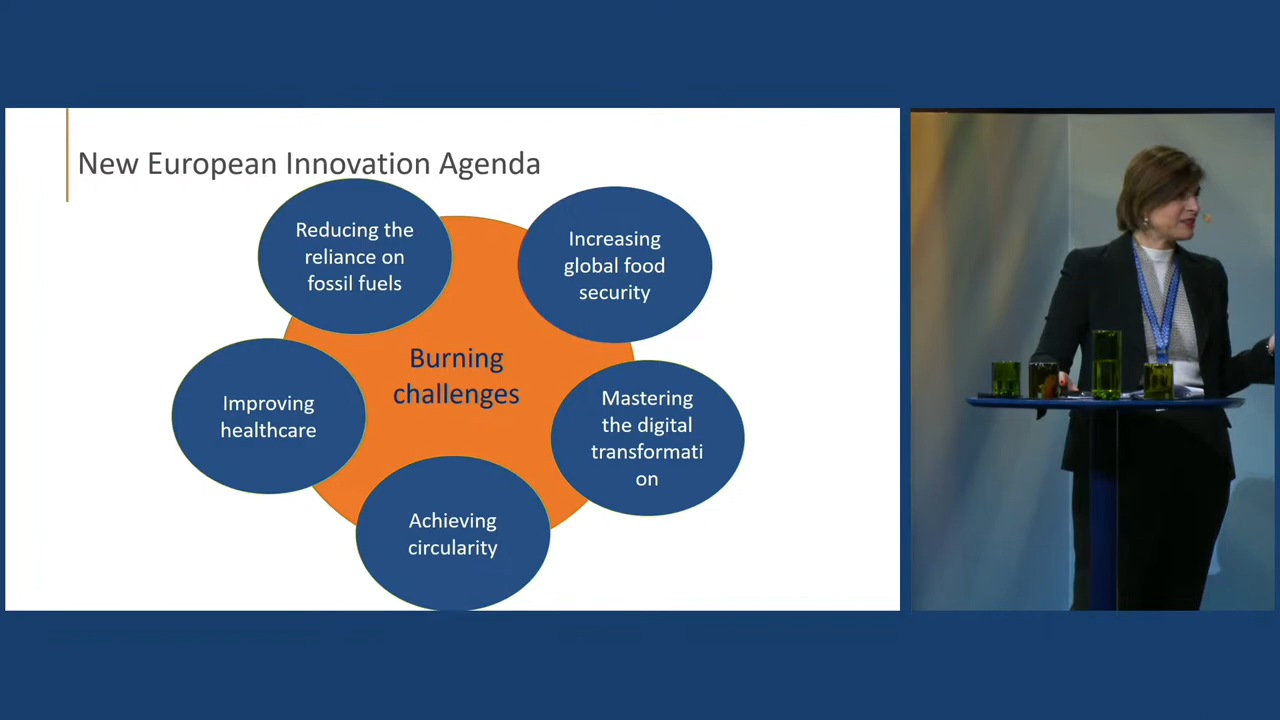 New European Innovation Agenda
Reducing the
reliance on
fossil fuels
Increasing
global food
security
Burning
challenges
Improving
healthcare
Mastering
the digital
transformati
on
Achieving
circularity